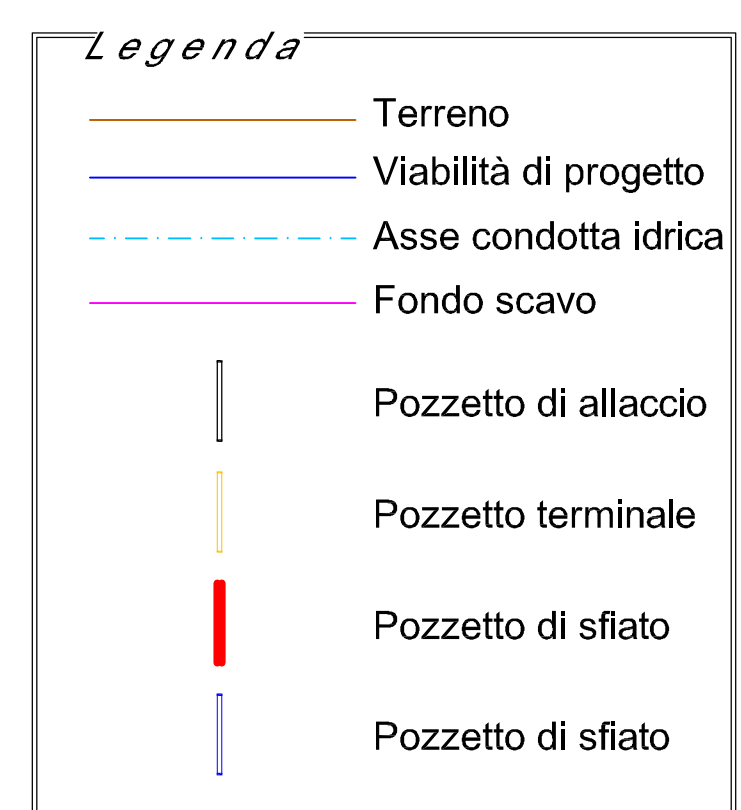 Legenda
Terreno
Viabilità di progetto
Asse condotta idrica
Fondo scavo
Pozzetto di allaccio
Pozzetto terminale
Pozzetto di sfiato
Pozzetto di sfiato